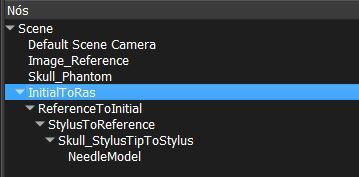 Nós
Scene
Default Scene Camera
Image_Reference
Skull_Phantom
InitialToRas
ReferenceToInitial
StylusToReference
Skull_StylusTipToStylus
NeedleModel